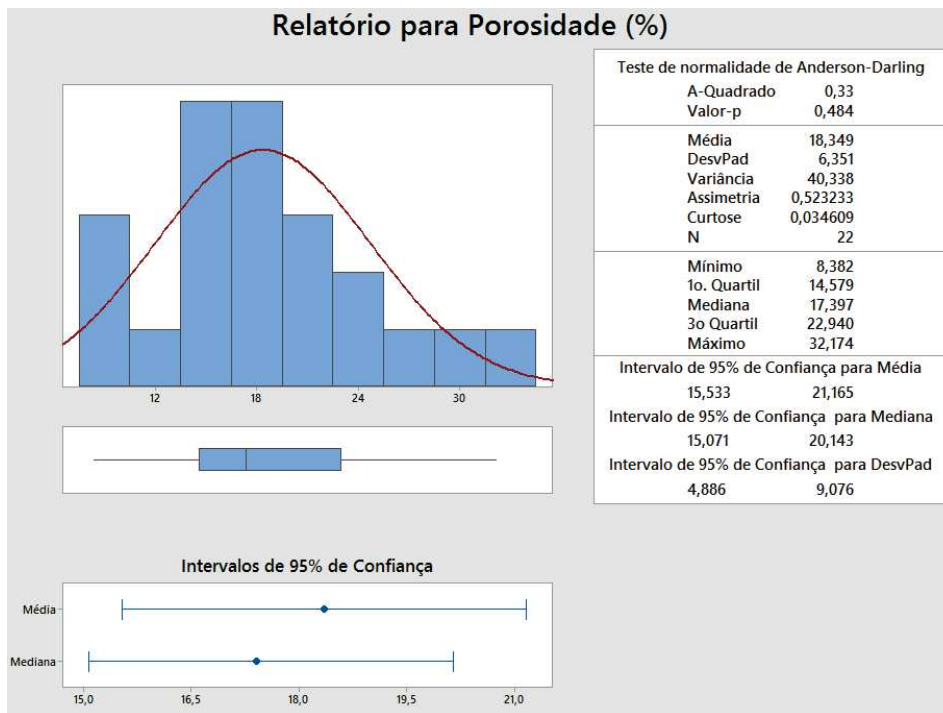 Relatório para Porosidade (%)
12 18 24 30
Teste de normalidade de Anderson-Darling
A-Quadrado 0,33
Valor-p 0,484
Média 18,349
DesvPad 6,351
Variância 40,338
Assimetria 0,523233
Curtose 0,034609
N 22
Mínimo 8,382
1o. Quartil 14,579
Mediana 17,397
3o Quartil 22,940
Máximo 32,174
Intervalo de 95% de Confiança para Média
15,533 21,165
Intervalo de 95% de Confiança para Mediana
15,071 20,143
Intervalo de 95% de Confiança para DesvPad
4,886 9,076
Intervalos de 95% de Confiança
Média
Mediana
15,0 16,5 18,0 19,5 21,0